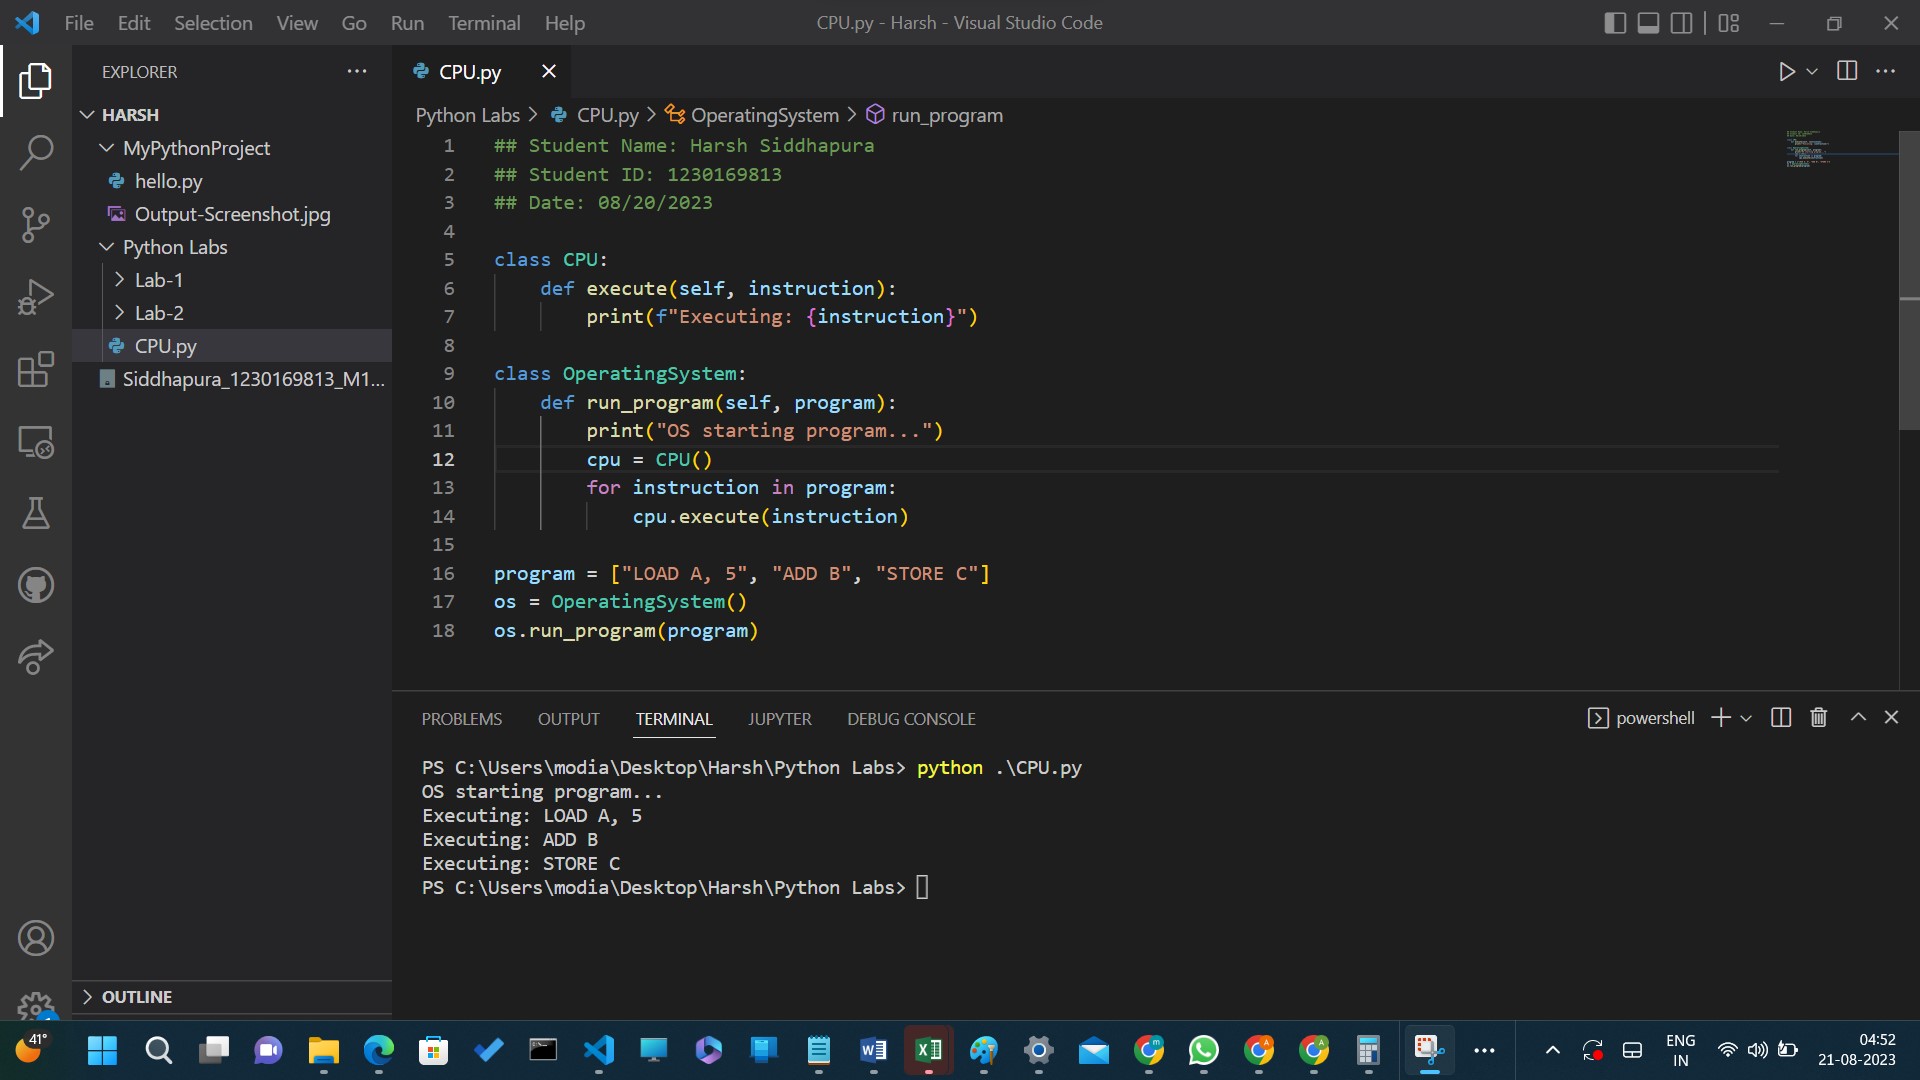 File Edit Selection View Go Run Terminal Help
CPU.py - Harsh - Visual Studio Code
EXPLORER
HARSH
MyPythonProject
hello.py
Output-Screenshot.jpg
Python Labs
Lab-1
Lab-2
CPU.py
Siddhapura_1230169813_M1...
OUTLINE
CPU.py
Python Labs > CPU.py > OperatingSystem > run_program
1 ## Student Name: Harsh Siddhapura
2 ## Student ID: 1230169813
3 ## Date: 08/20/2023
4
5 class CPU:
6     def execute(self, instruction):
7         print(f"Executing: {instruction}")
8
9 class OperatingSystem:
10     def run_program(self, program):
11         print("OS starting program...")
12         cpu = CPU()
13         for instruction in program:
14             cpu.execute(instruction)
15
16 program = ["LOAD A, 5", "ADD B", "STORE C"]
17 os = OperatingSystem()
18 os.run_program(program)
PROBLEMS OUTPUT TERMINAL JUPYTER DEBUG CONSOLE
powershell
PS C:\Users\modia\Desktop\Harsh\Python Labs> python .\CPU.py
OS starting program...
Executing: LOAD A, 5
Executing: ADD B
Executing: STORE C
PS C:\Users\modia\Desktop\Harsh\Python Labs>
41°
ENG
IN
04:52
21-08-2023